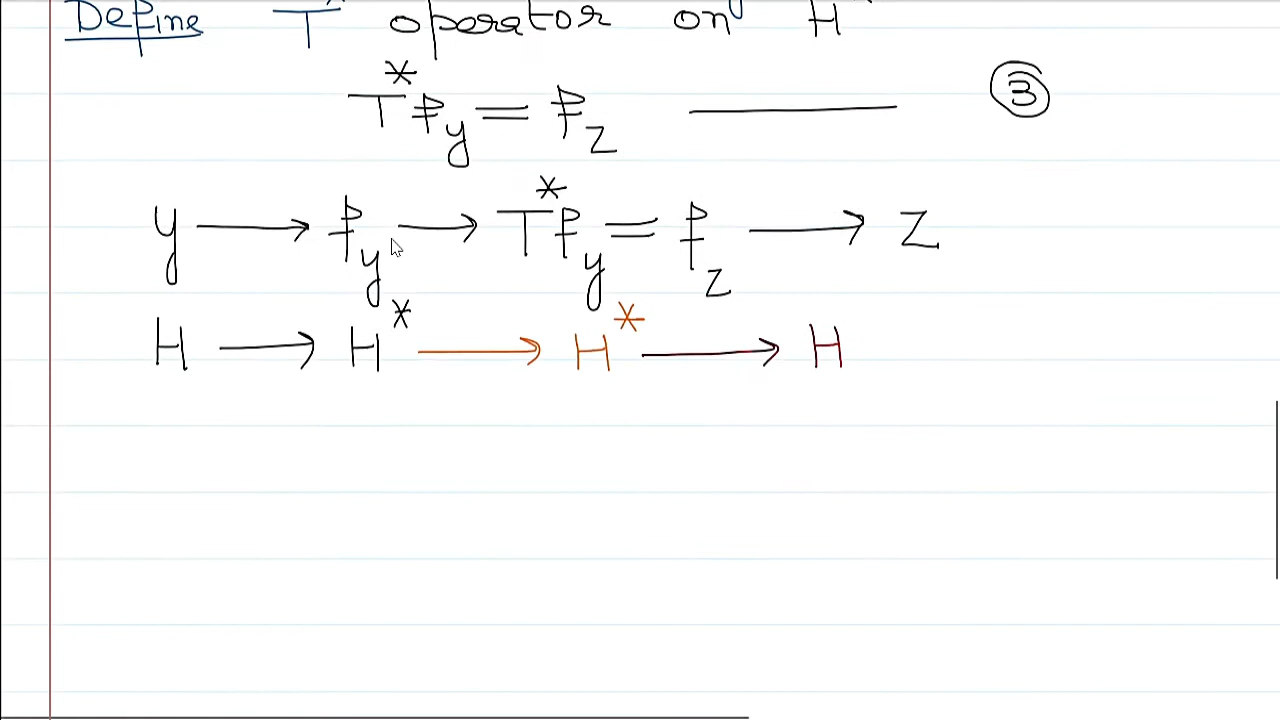 Define T* operator on H*
T*f_y = f_z ——— ③
y → f_y → T*f_y = f_z → z
H → H* → H* → H